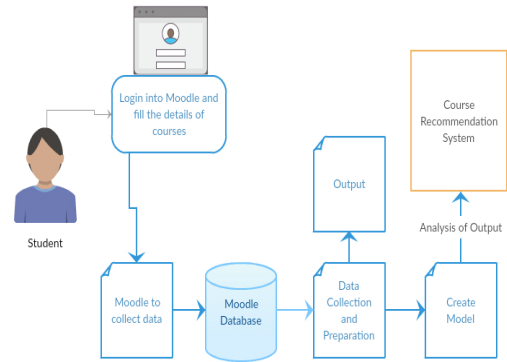 Login into Moodle and
fill the details of
courses
Student
Course
Recommendation
System
Output
Analysis of Output
Moodle to
collect data
Moodle
Database
Data
Collection
and
Preparation
Create
Model